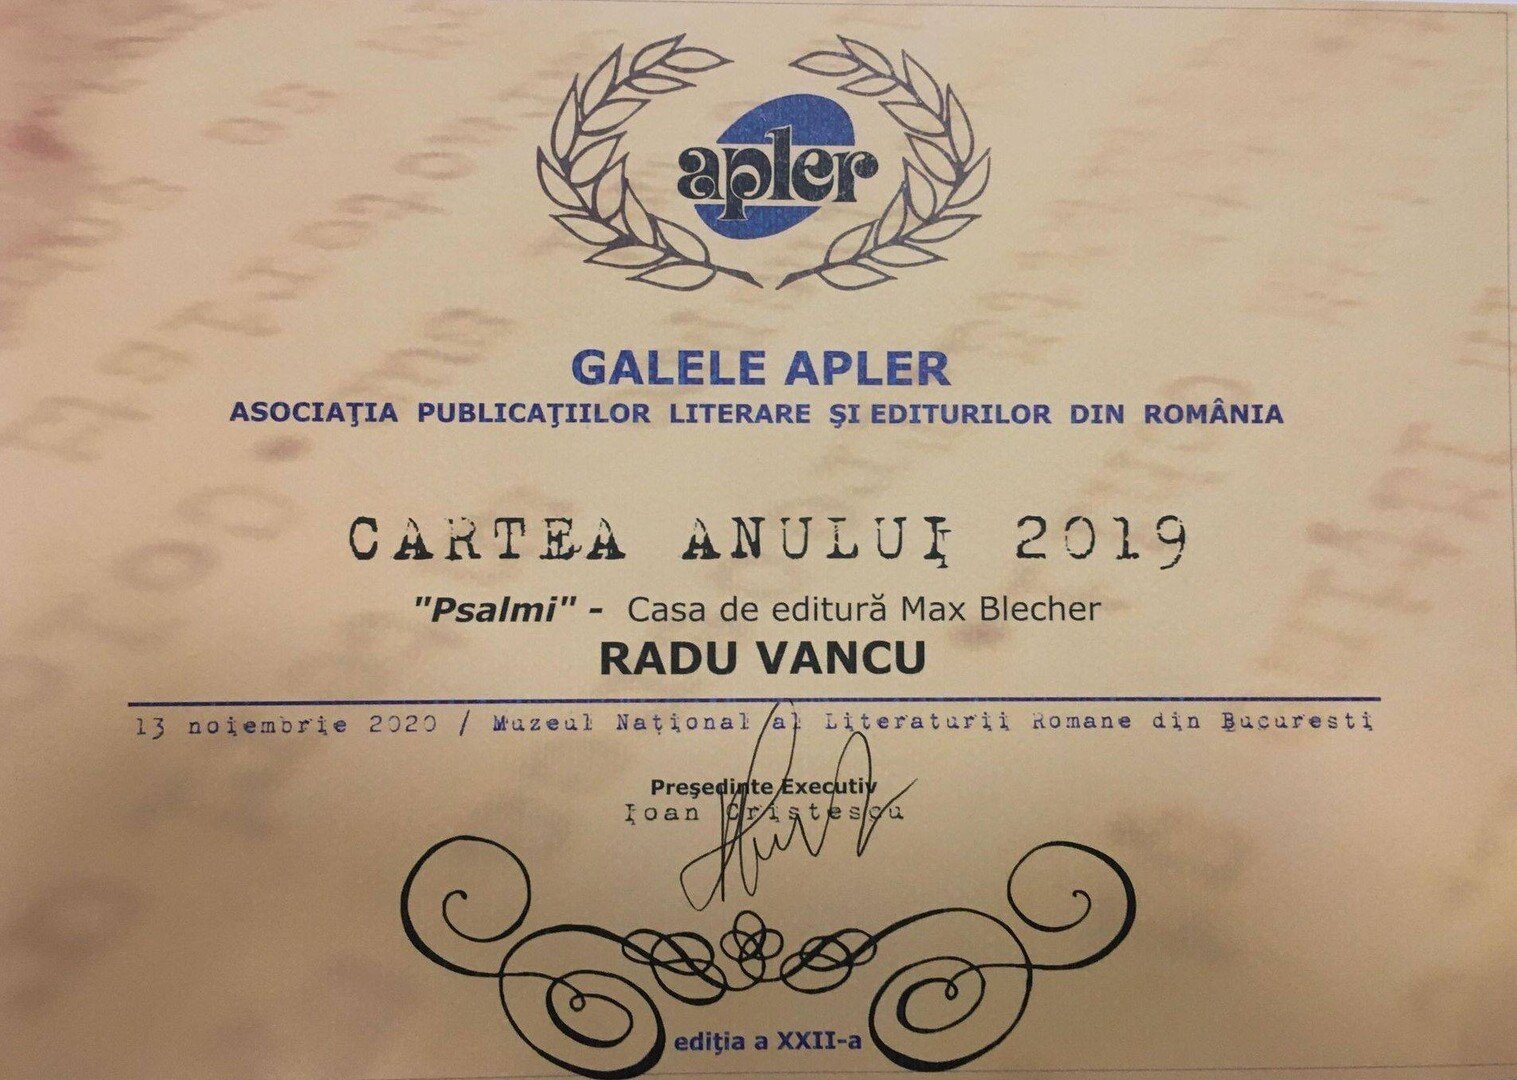 apler
GALELE APLER
ASOCIAŢIA PUBLICAŢIILOR LITERARE ŞI EDITURILOR DIN ROMÂNIA
CARTEA ANULUI 2019
"Psalmi" - Casa de editură Max Blecher
RADU VANCU
13 noiembrie 2020 / Muzeul Naţional al Literaturii Romane din Bucuresti
Preşedinte Executiv
Ioan Cristescu
ediţia a XXII-a